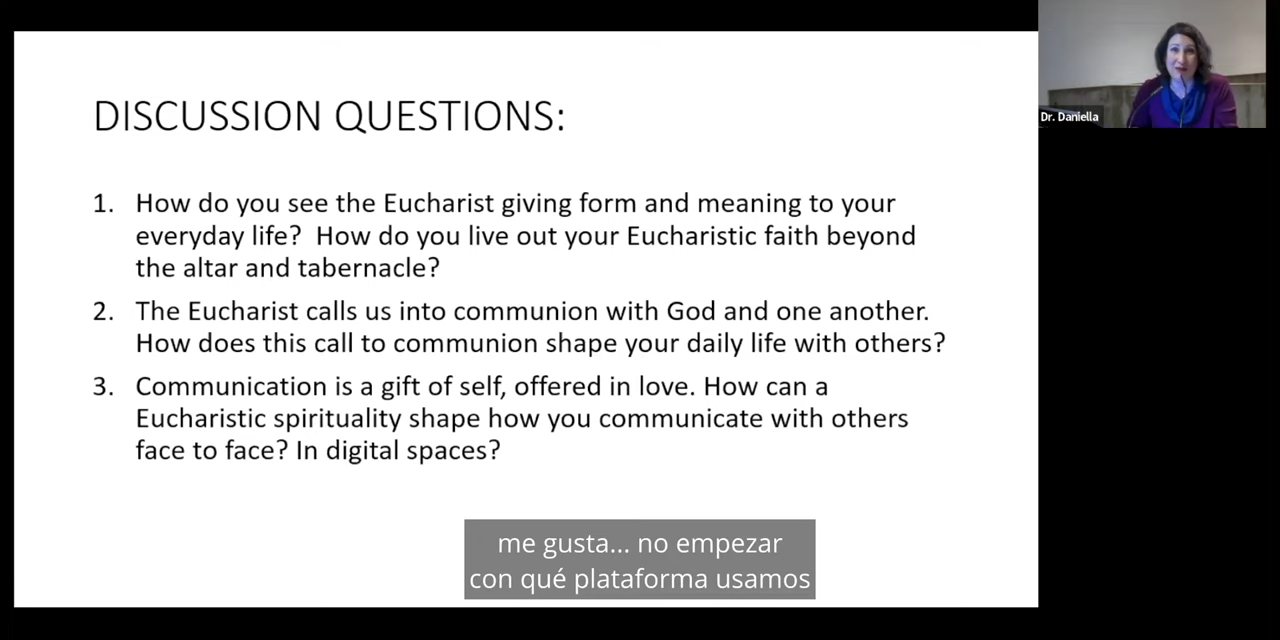 DISCUSSION QUESTIONS:
1. How do you see the Eucharist giving form and meaning to your
everyday life?  How do you live out your Eucharistic faith beyond
the altar and tabernacle?
2. The Eucharist calls us into communion with God and one another.
How does this call to communion shape your daily life with others?
3. Communication is a gift of self, offered in love. How can a
Eucharistic spirituality shape how you communicate with others
face to face? In digital spaces?
Dr. Daniella
me gusta... no empezar
con qué plataforma usamos